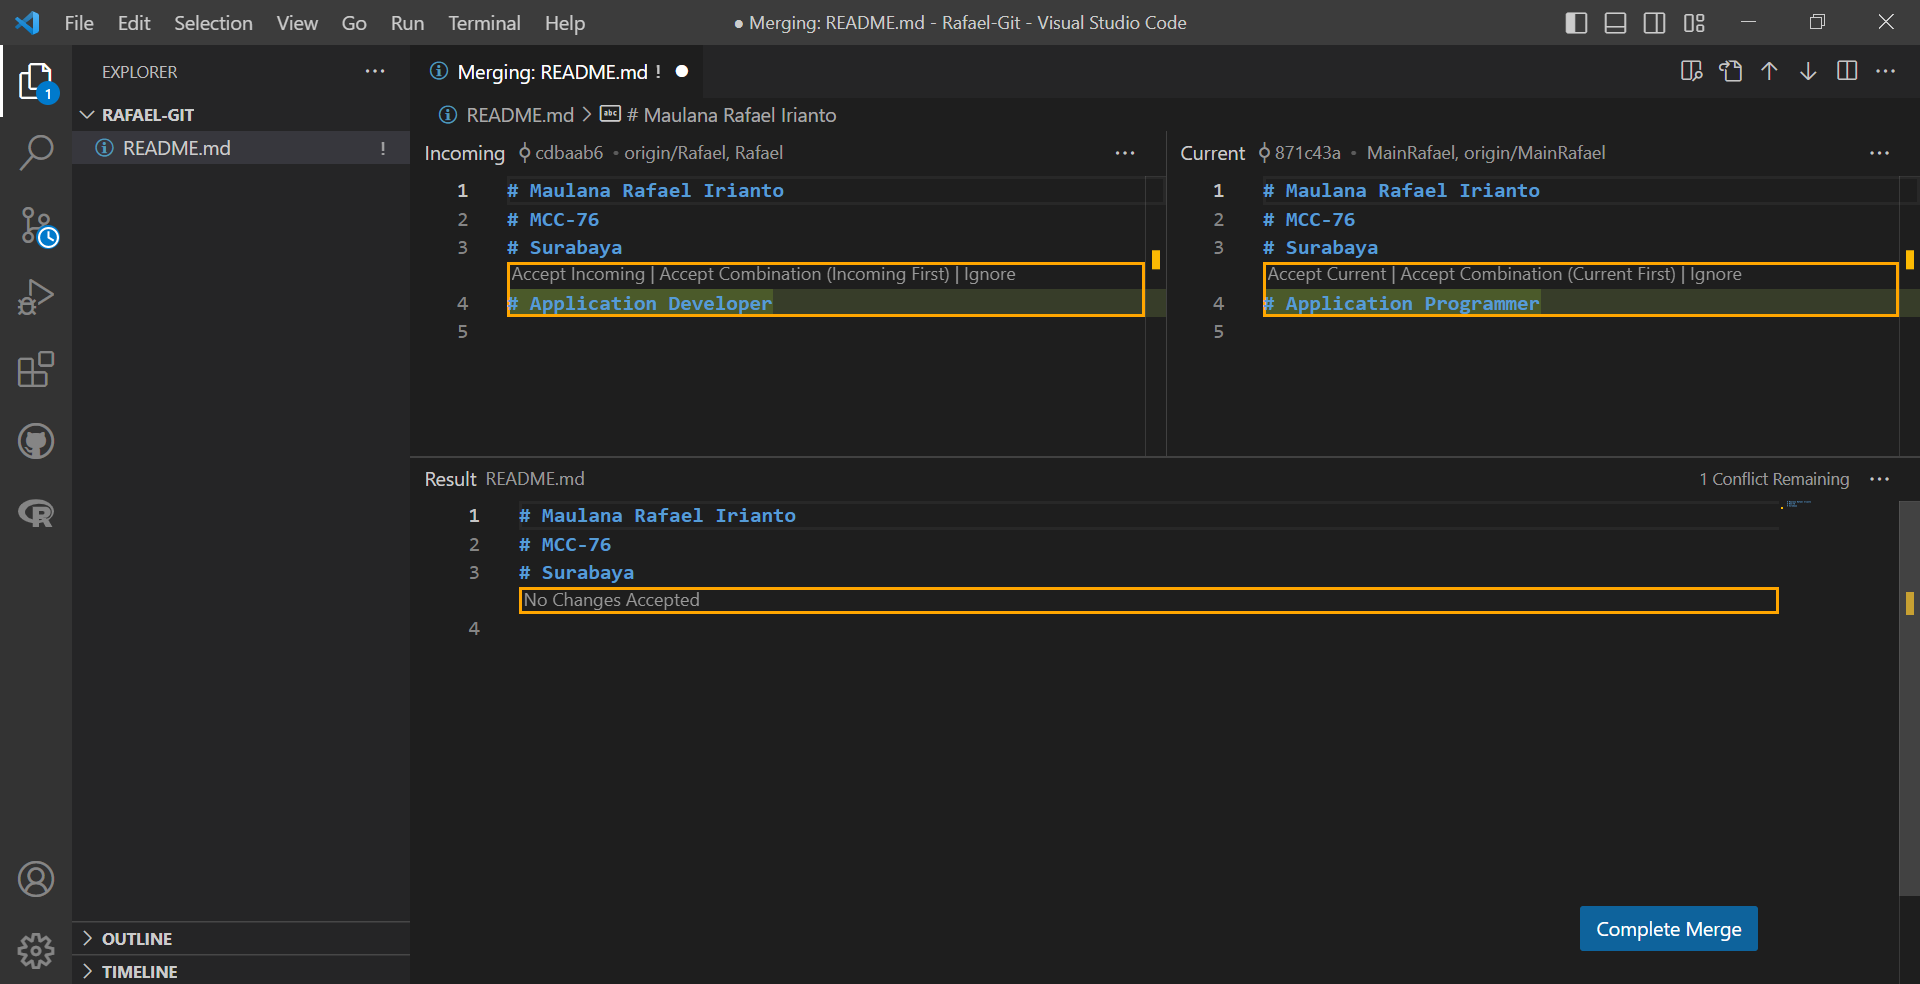 File Edit Selection View Go Run Terminal Help
● Merging: README.md - Rafael-Git - Visual Studio Code
1
EXPLORER
RAFAEL-GIT
README.md !
OUTLINE
TIMELINE
Merging: README.md ! ●
README.md > abc # Maulana Rafael Irianto
Incoming cdbaab6 • origin/Rafael, Rafael
1 # Maulana Rafael Irianto
2 # MCC-76
3 # Surabaya
Accept Incoming | Accept Combination (Incoming First) | Ignore
4 # Application Developer
5
Current 871c43a • MainRafael, origin/MainRafael
1 # Maulana Rafael Irianto
2 # MCC-76
3 # Surabaya
Accept Current | Accept Combination (Current First) | Ignore
4 # Application Programmer
5
Result README.md
1 Conflict Remaining
1 # Maulana Rafael Irianto
2 # MCC-76
3 # Surabaya
No Changes Accepted
4
Complete Merge